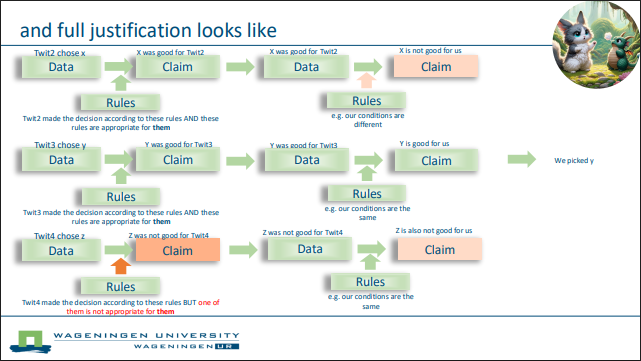 and full justification looks like
Twit2 chose x
X was good for Twit2
X was good for Twit2
X is not good for us
Data
Claim
Data
Claim
Rules
Rules
Twit2 made the decision according to these rules AND these
rules are appropriate for them
e.g. our conditions are
different
Twit3 chose y
Y was good for Twit3
Y was good for Twit3
Y is good for us
Data
Claim
Data
Claim
We picked y
Rules
Rules
Twit3 made the decision according to these rules AND these
rules are appropriate for them
e.g. our conditions are the
same
Twit4 chose z
Z was not good for Twit4
Z was not good for Twit4
Z is also not good for us
Data
Claim
Data
Claim
Rules
Rules
Twit4 made the decision according to these rules BUT one of
them is not appropriate for them
e.g. our conditions are the
same
WAGENINGEN UNIVERSITY
WAGENINGEN UR